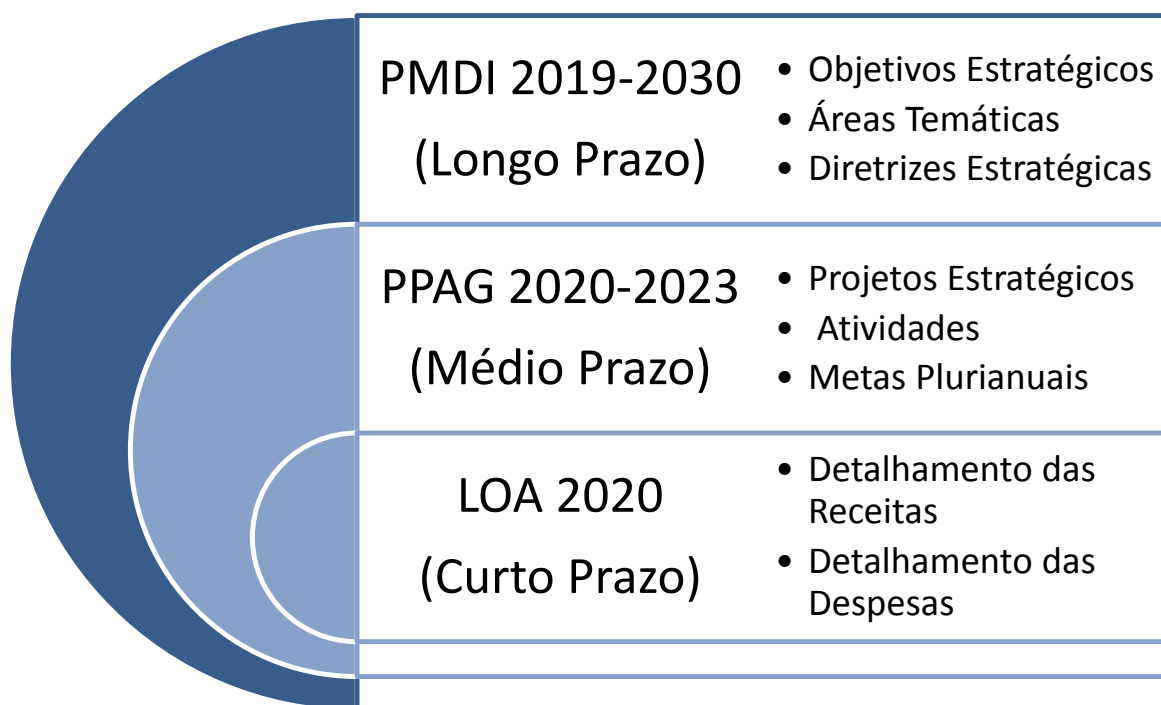 PMDI 2019-2030
(Longo Prazo)
• Objetivos Estratégicos
• Áreas Temáticas
• Diretrizes Estratégicas
PPAG 2020-2023
(Médio Prazo)
• Projetos Estratégicos
• Atividades
• Metas Plurianuais
LOA 2020
(Curto Prazo)
• Detalhamento das
Receitas
• Detalhamento das
Despesas